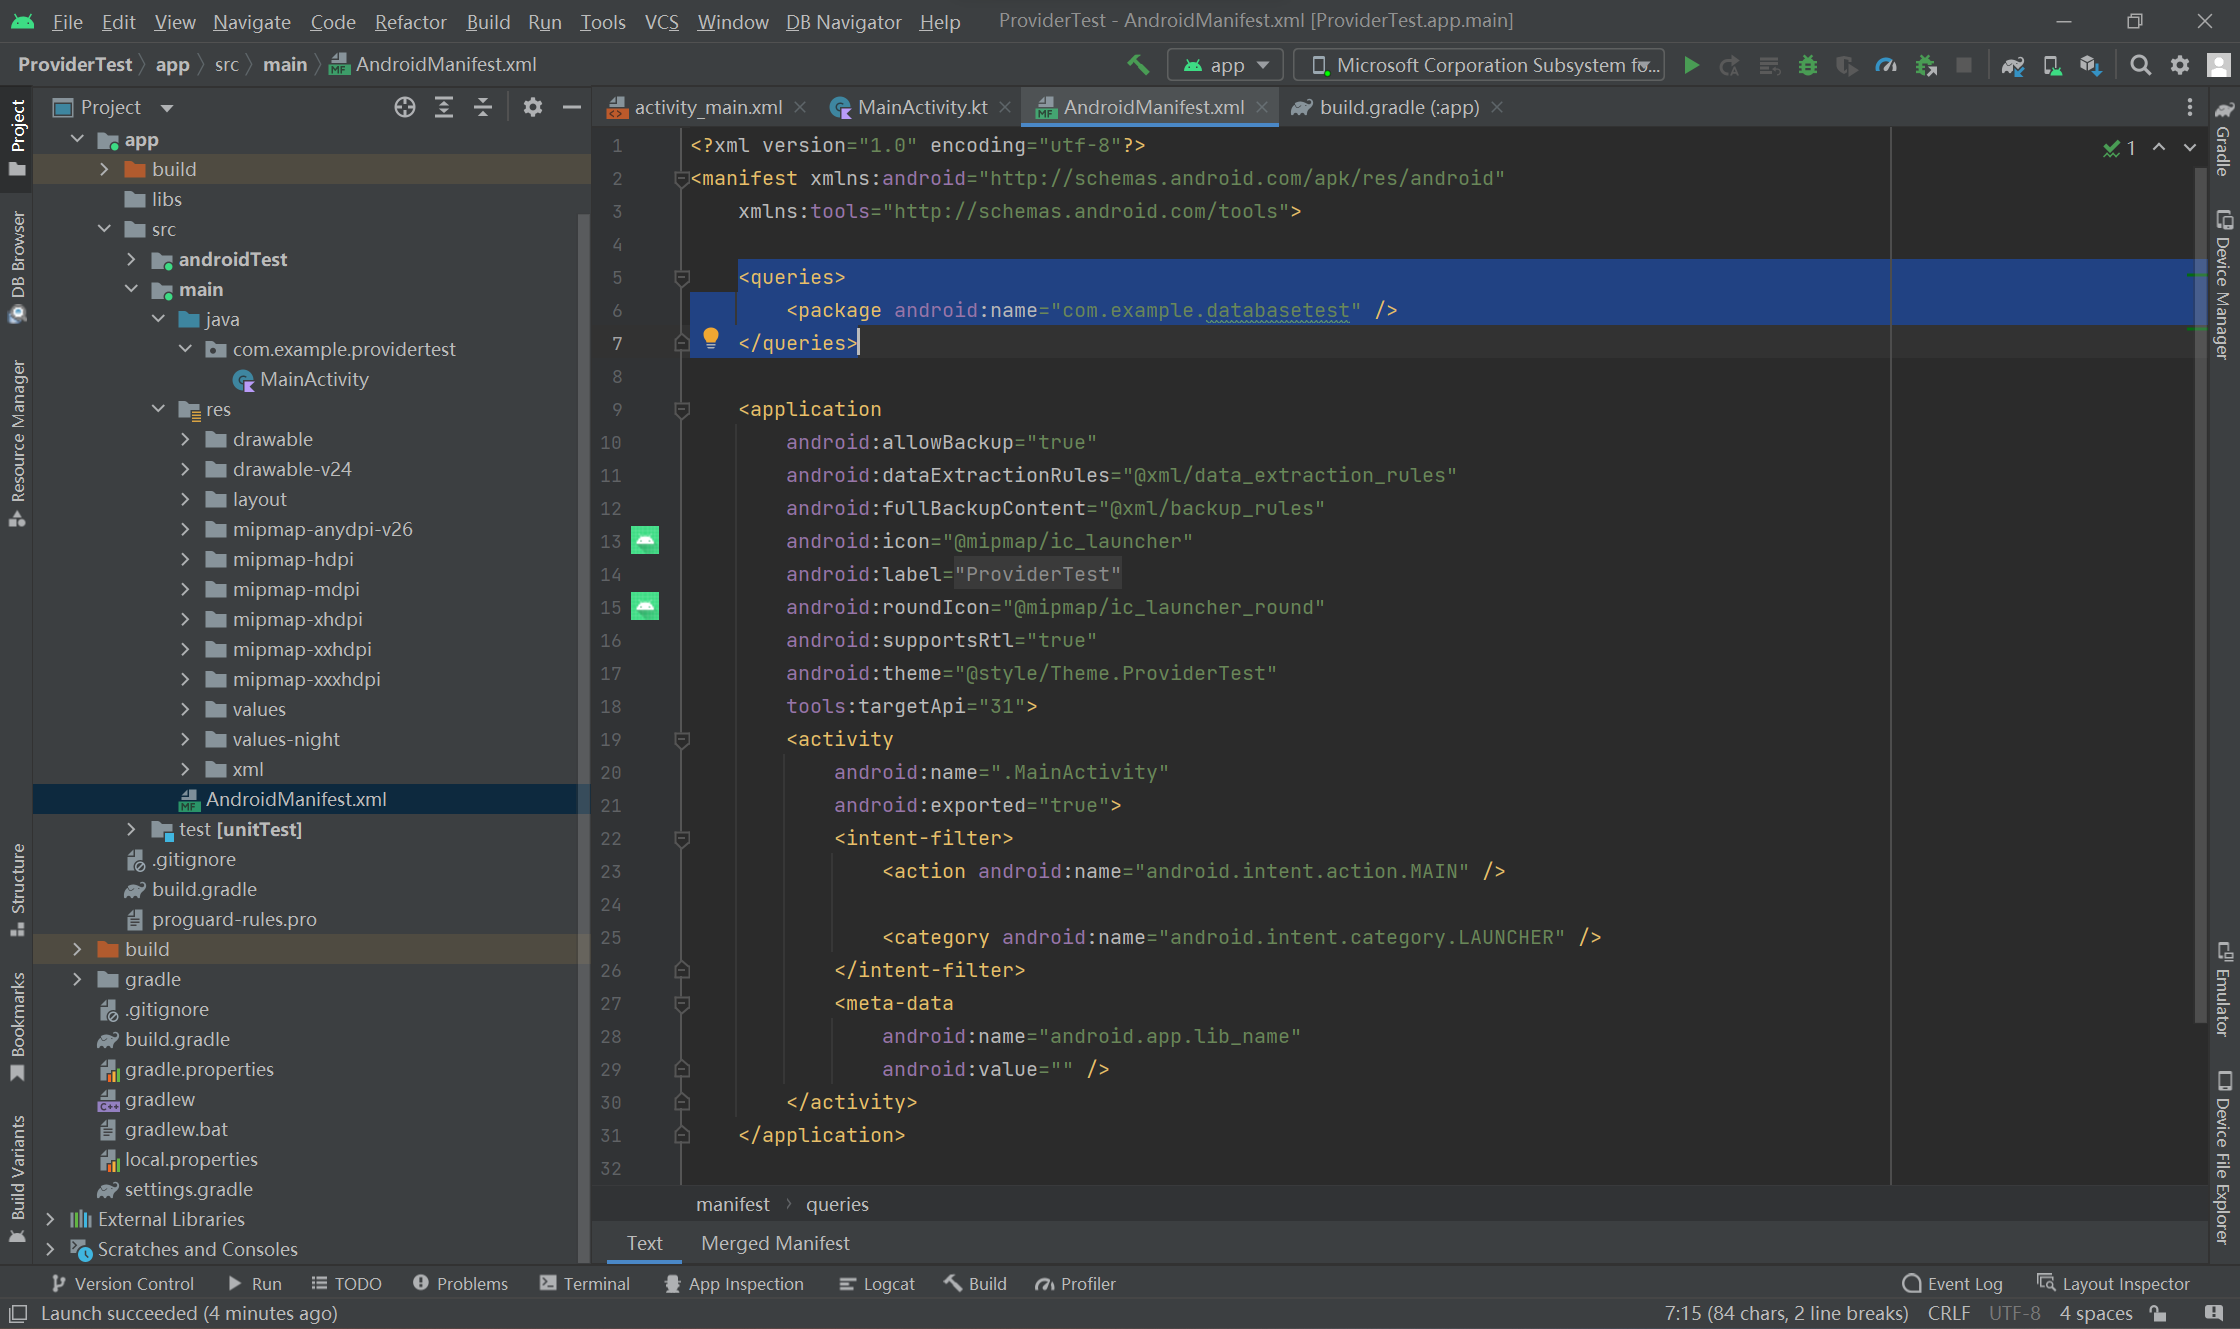 File Edit View Navigate Code Refactor Build Run Tools VCS Window DB Navigator Help ProviderTest - AndroidManifest.xml [ProviderTest.app.main]
ProviderTest app src main AndroidManifest.xml app Microsoft Corporation Subsystem fo...
Project
activity_main.xml MainActivity.kt AndroidManifest.xml build.gradle (:app)
Project
DB Browser
Resource Manager
Structure
Bookmarks
Build Variants
app
build
libs
src
androidTest
main
java
com.example.providertest
MainActivity
res
drawable
drawable-v24
layout
mipmap-anydpi-v26
mipmap-hdpi
mipmap-mdpi
mipmap-xhdpi
mipmap-xxhdpi
mipmap-xxxhdpi
values
values-night
xml
AndroidManifest.xml
test [unitTest]
.gitignore
build.gradle
proguard-rules.pro
build
gradle
.gitignore
build.gradle
gradle.properties
gradlew
gradlew.bat
local.properties
settings.gradle
External Libraries
Scratches and Consoles
1 <?xml version="1.0" encoding="utf-8"?>
2 <manifest xmlns:android="http://schemas.android.com/apk/res/android"
3 xmlns:tools="http://schemas.android.com/tools">
4
5 <queries>
6 <package android:name="com.example.databasetest" />
7 </queries>
8
9 <application
10 android:allowBackup="true"
11 android:dataExtractionRules="@xml/data_extraction_rules"
12 android:fullBackupContent="@xml/backup_rules"
13 android:icon="@mipmap/ic_launcher"
14 android:label="ProviderTest"
15 android:roundIcon="@mipmap/ic_launcher_round"
16 android:supportsRtl="true"
17 android:theme="@style/Theme.ProviderTest"
18 tools:targetApi="31">
19 <activity
20 android:name=".MainActivity"
21 android:exported="true">
22 <intent-filter>
23 <action android:name="android.intent.action.MAIN" />
24
25 <category android:name="android.intent.category.LAUNCHER" />
26 </intent-filter>
27 <meta-data
28 android:name="android.app.lib_name"
29 android:value="" />
30 </activity>
31 </application>
32
1
manifest queries
Text Merged Manifest
Gradle
Device Manager
Emulator
Device File Explorer
Version Control Run TODO Problems Terminal App Inspection Logcat Build Profiler Event Log Layout Inspector
Launch succeeded (4 minutes ago) 7:15 (84 chars, 2 line breaks) CRLF UTF-8 4 spaces